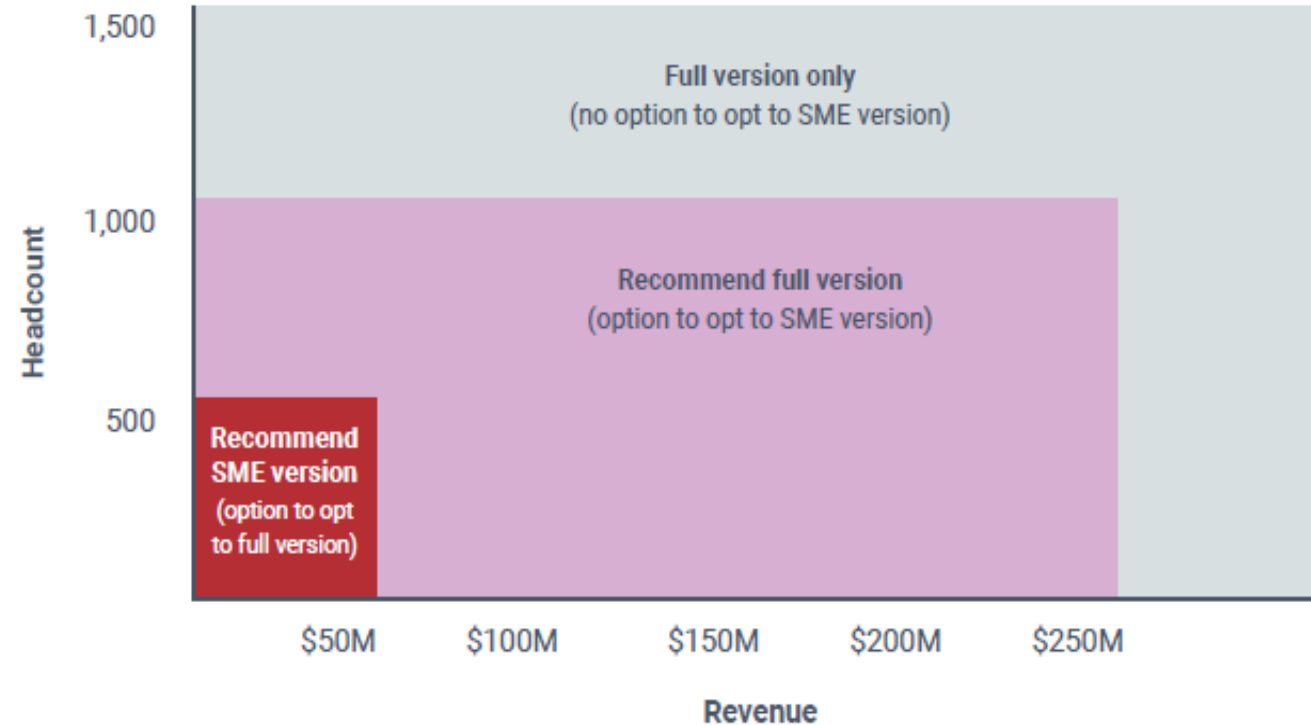 1,500
Full version only
(no option to opt to SME version)
1,000
Headcount
Recommend full version
(option to opt to SME version)
500
Recommend
SME version
(option to opt
to full version)
$50M $100M $150M $200M $250M
Revenue